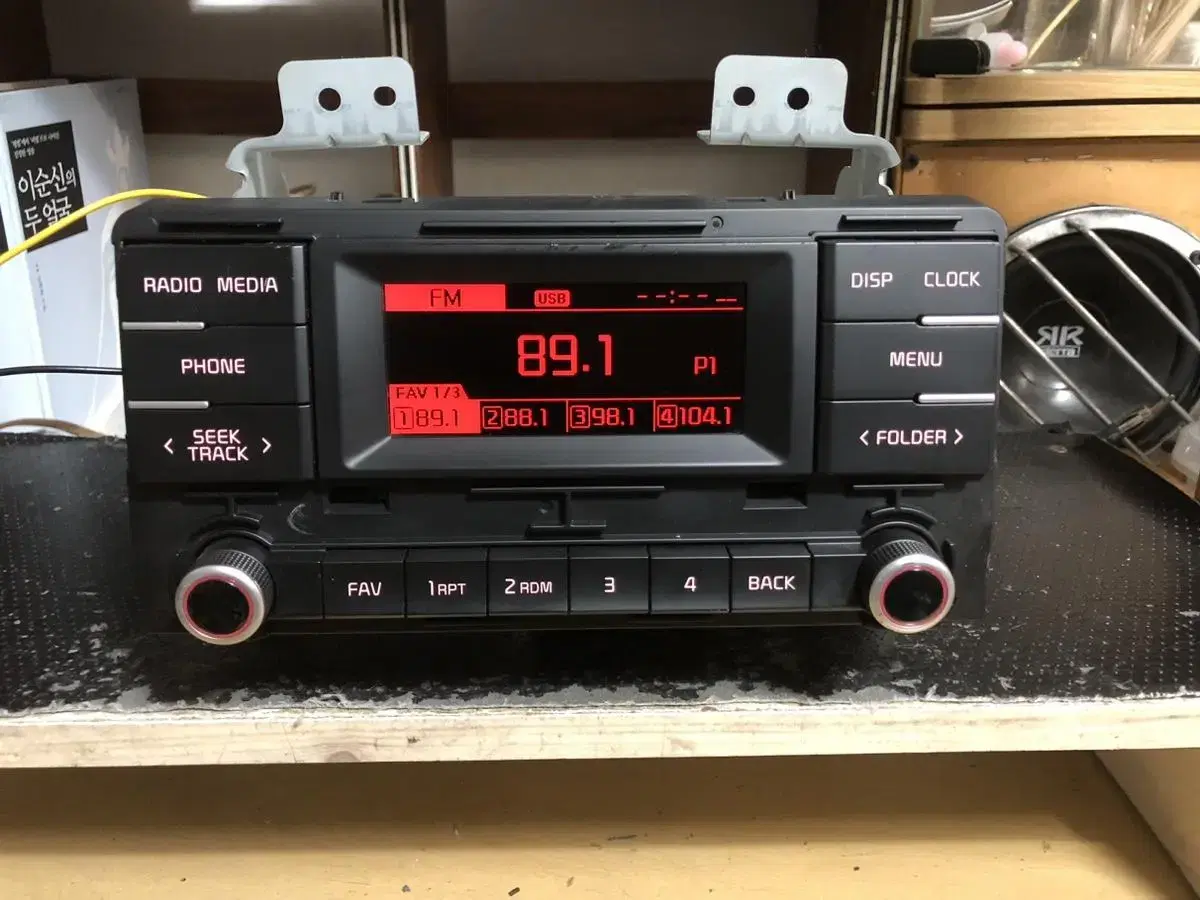 이순신의
두 얼굴
RADIO MEDIA
PHONE
< SEEK TRACK >
FM USB --:-- --
89.1 P1
FAV 1/3
1 89.1 2 88.1 3 98.1 4 104.1
DISP CLOCK
MENU
< FOLDER >
FAV 1 RPT 2 RDM 3 4 BACK